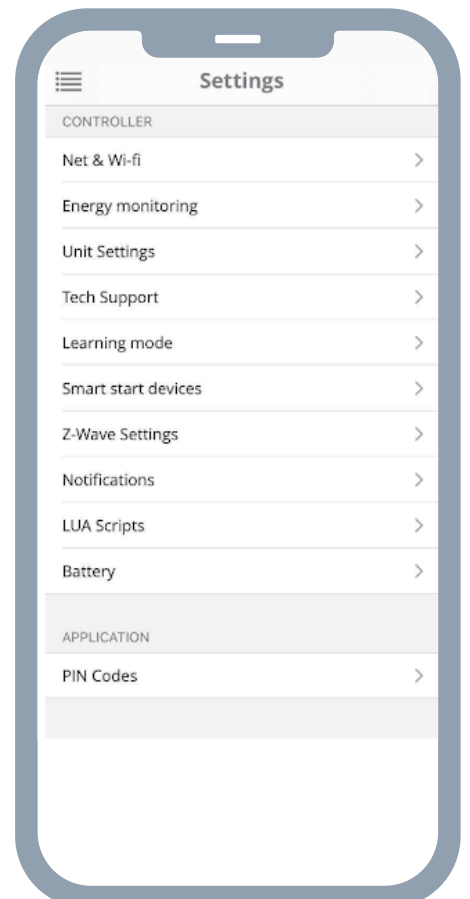 Settings
CONTROLLER
Net & Wi-fi
Energy monitoring
Unit Settings
Tech Support
Learning mode
Smart start devices
Z-Wave Settings
Notifications
LUA Scripts
Battery
APPLICATION
PIN Codes